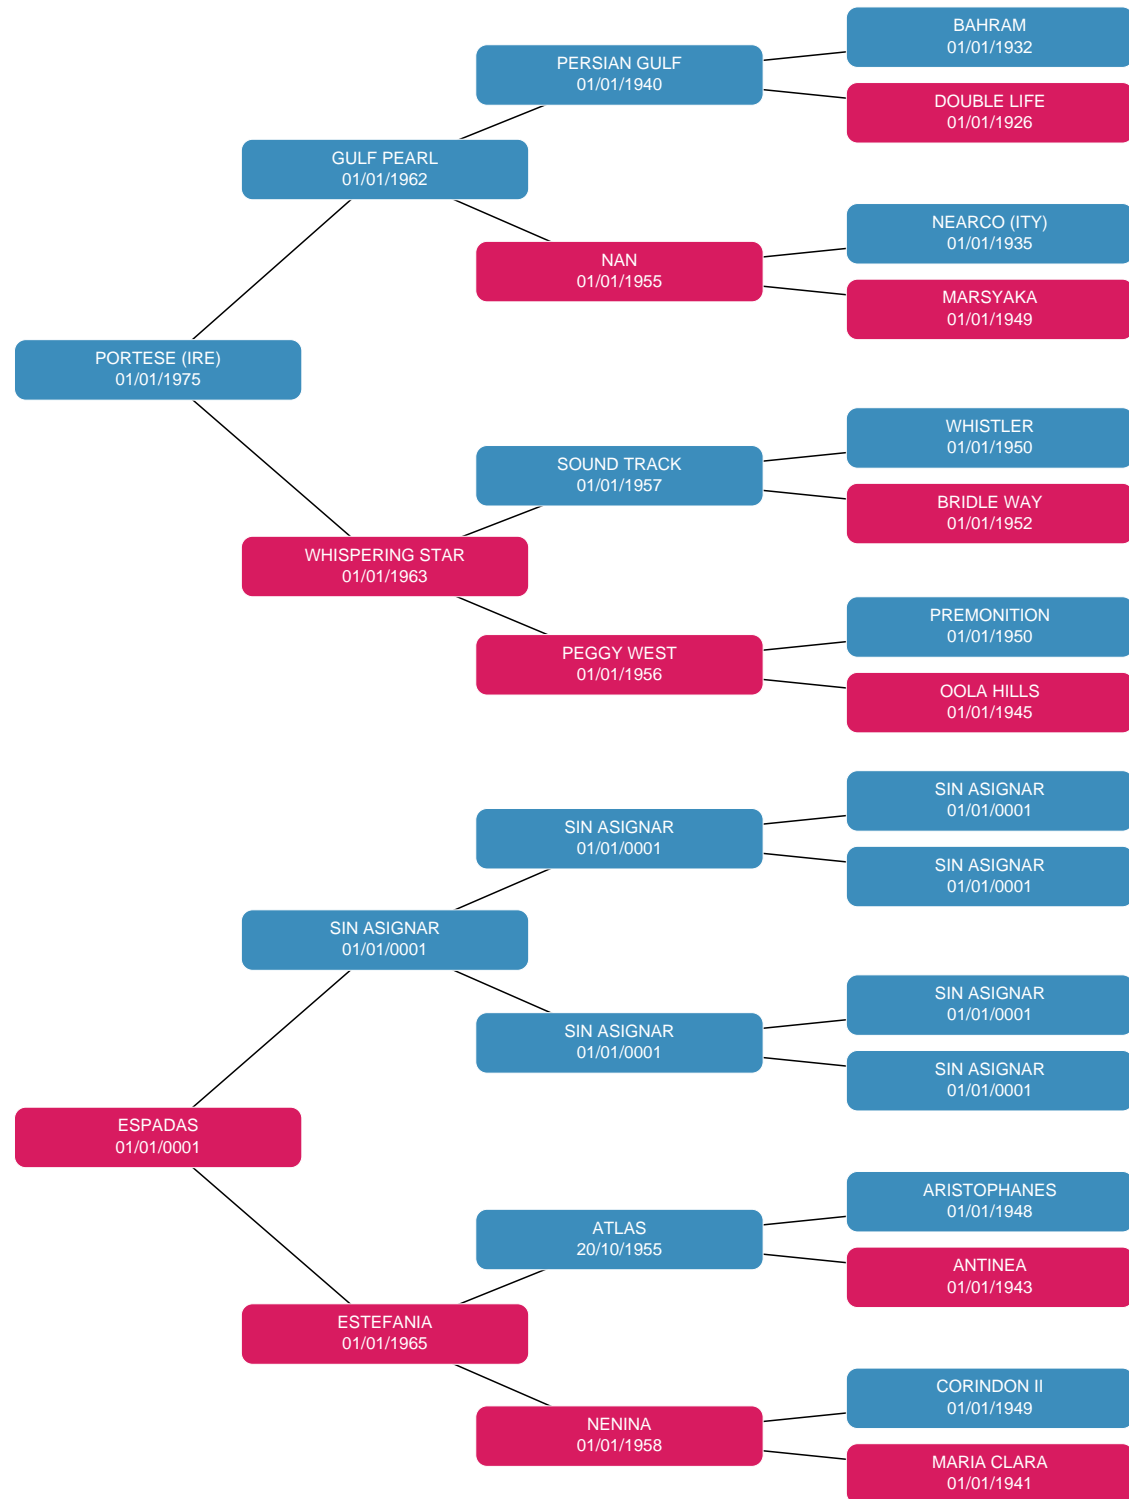 BAHRAM
01/01/1932
PERSIAN GULF
01/01/1940
DOUBLE LIFE
01/01/1926
GULF PEARL
01/01/1962
NEARCO (ITY)
01/01/1935
NAN
01/01/1955
MARSYAKA
01/01/1949
PORTESE (IRE)
01/01/1975
WHISTLER
01/01/1950
SOUND TRACK
01/01/1957
BRIDLE WAY
01/01/1952
WHISPERING STAR
01/01/1963
PREMONITION
01/01/1950
PEGGY WEST
01/01/1956
OOLA HILLS
01/01/1945
SIN ASIGNAR
01/01/0001
SIN ASIGNAR
01/01/0001
SIN ASIGNAR
01/01/0001
SIN ASIGNAR
01/01/0001
SIN ASIGNAR
01/01/0001
SIN ASIGNAR
01/01/0001
SIN ASIGNAR
01/01/0001
ESPADAS
01/01/0001
ARISTOPHANES
01/01/1948
ATLAS
20/10/1955
ANTINEA
01/01/1943
ESTEFANIA
01/01/1965
CORINDON II
01/01/1949
NENINA
01/01/1958
MARIA CLARA
01/01/1941